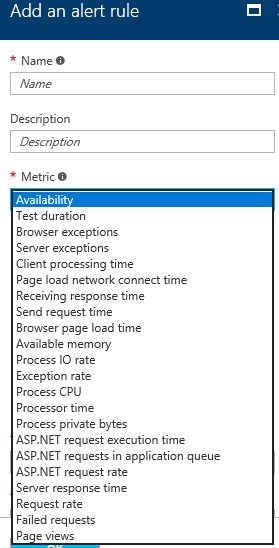 Add an alert rule
* Name
Name
Description
Description
* Metric
Availability
Test duration
Browser exceptions
Server exceptions
Client processing time
Page load network connect time
Receiving response time
Send request time
Browser page load time
Available memory
Process IO rate
Exception rate
Process CPU
Processor time
Process private bytes
ASP.NET request execution time
ASP.NET requests in application queue
ASP.NET request rate
Server response time
Request rate
Failed requests
Page views